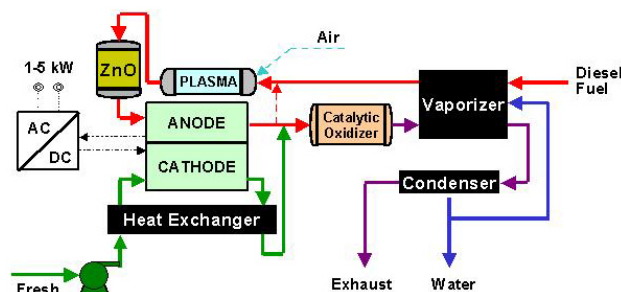 Air
1-5 kW
ZnO
PLASMA
Diesel
Fuel
Vaporizer
AC
DC
ANODE
CATHODE
Catalytic
Oxidizer
Condenser
Heat Exchanger
Fresh
Exhaust
Water